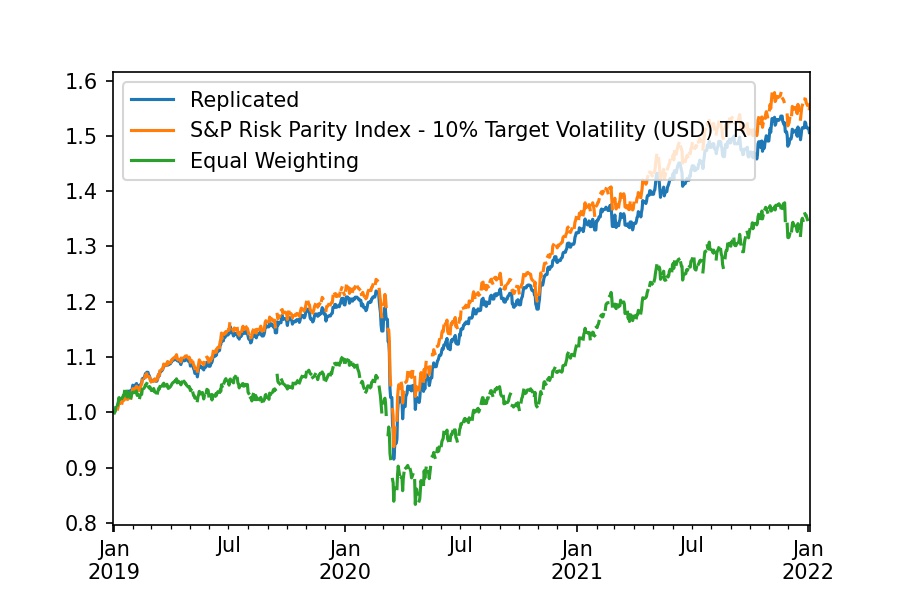 1.6
1.5
1.4
1.3
1.2
1.1
1.0
0.9
0.8
Replicated
S&P Risk Parity Index - 10% Target Volatility (USD) TR
Equal Weighting
Jan
2019
Jul
Jan
2020
Jul
Jan
2021
Jul
Jan
2022